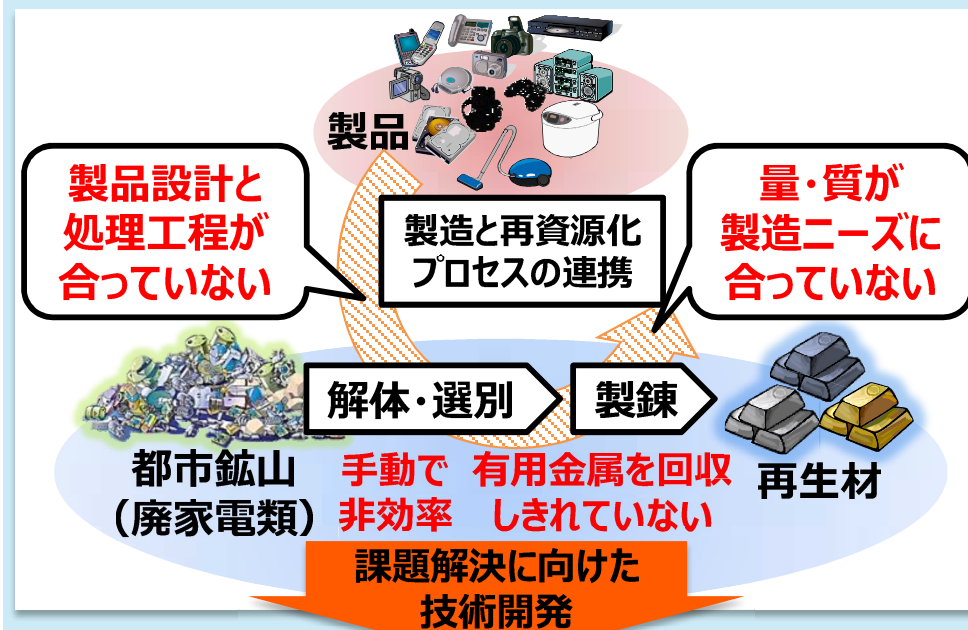 製品
製品設計と
処理工程が
合っていない
製造と再資源化
プロセスの連携
量・質が
製造ニーズに
合っていない
解体・選別
製錬
都市鉱山
（廃家電類）
手動で
非効率
有用金属を回収
しきれていない
再生材
課題解決に向けた
技術開発